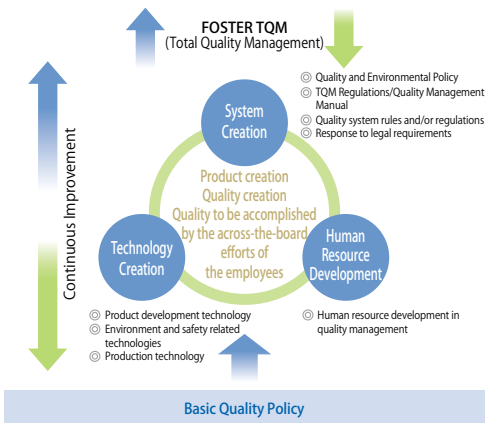 FOSTER TQM
(Total Quality Management)
◎ Quality and Environmental Policy
◎ TQM Regulations/Quality Management
Manual
◎ Quality system rules and/or regulations
◎ Response to legal requirements
System
Creation
Continuous Improvement
Product creation
Quality creation
Quality to be accomplished
by the across-the-board
efforts of
the employees
Technology
Creation
Human
Resource
Development
◎ Product development technology
◎ Environment and safety related
technologies
◎ Production technology
◎ Human resource development in
quality management
Basic Quality Policy